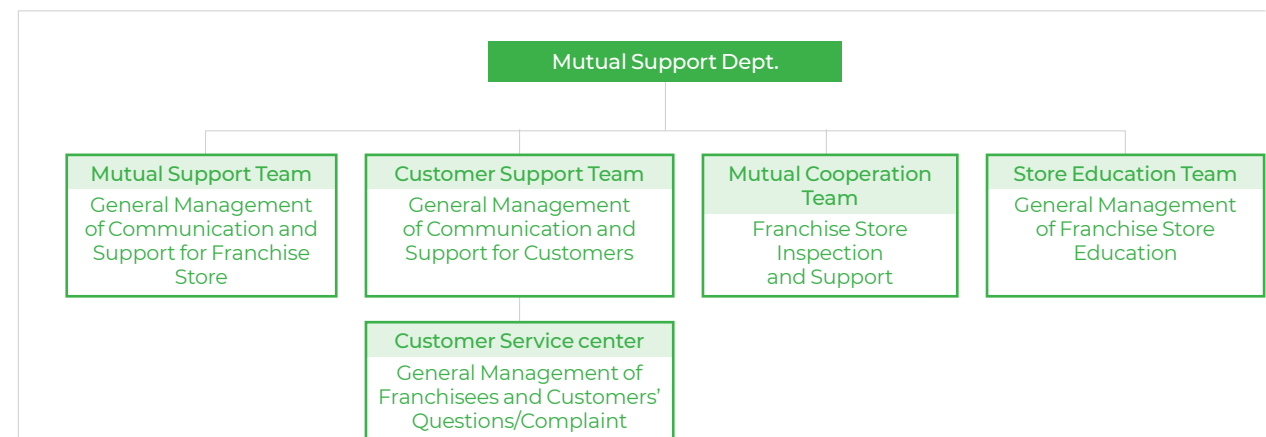 Mutual Support Dept.
Mutual Support Team
General Management
of Communication and
Support for Franchise
Store
Customer Support Team
General Management
of Communication and
Support for Customers
Mutual Cooperation
Team
Franchise Store
Inspection
and Support
Store Education Team
General Management
of Franchise Store
Education
Customer Service center
General Management of
Franchisees and Customers’
Questions/Complaint